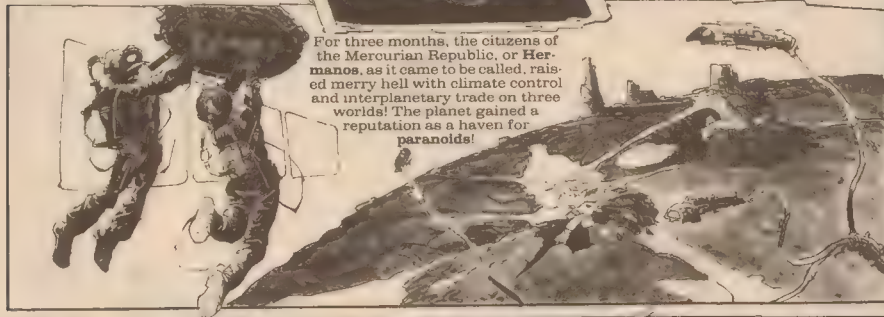 For three months, the citizens of
the Mercurian Republic, or Her-
manos, as it came to be called, rais-
ed merry hell with climate control
and interplanetary trade on three
worlds! The planet gained a
reputation as a haven for
paranoids!